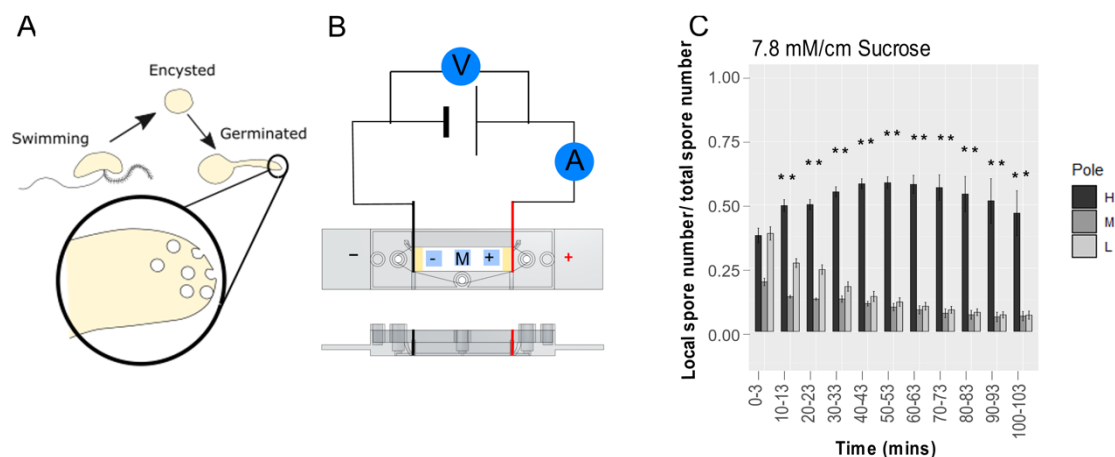 A
Encysted
Swimming
Germinated
B
V
A
−
- M +
+
C
7.8 mM/cm Sucrose
Local spore number/ total spore number
1.00
0.75
0.50
0.25
0.00
** ** ** ** ** ** ** ** ** **
0-3
10-13
20-23
30-33
40-43
50-53
60-63
70-73
80-83
90-93
100-103
Time (mins)
Pole
H
M
L